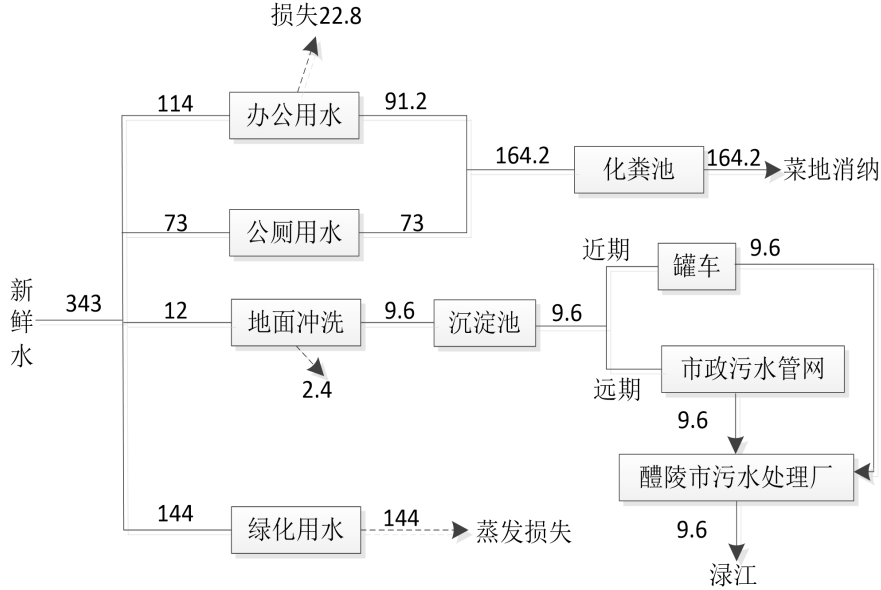 损失22.8
114
办公用水
91.2
164.2
化粪池
164.2
菜地消纳
73
公厕用水
73
新鲜水
343
12
地面冲洗
2.4
9.6
沉淀池
9.6
近期
罐车
9.6
远期
市政污水管网
9.6
醴陵市污水处理厂
9.6
渌江
144
绿化用水
144
蒸发损失